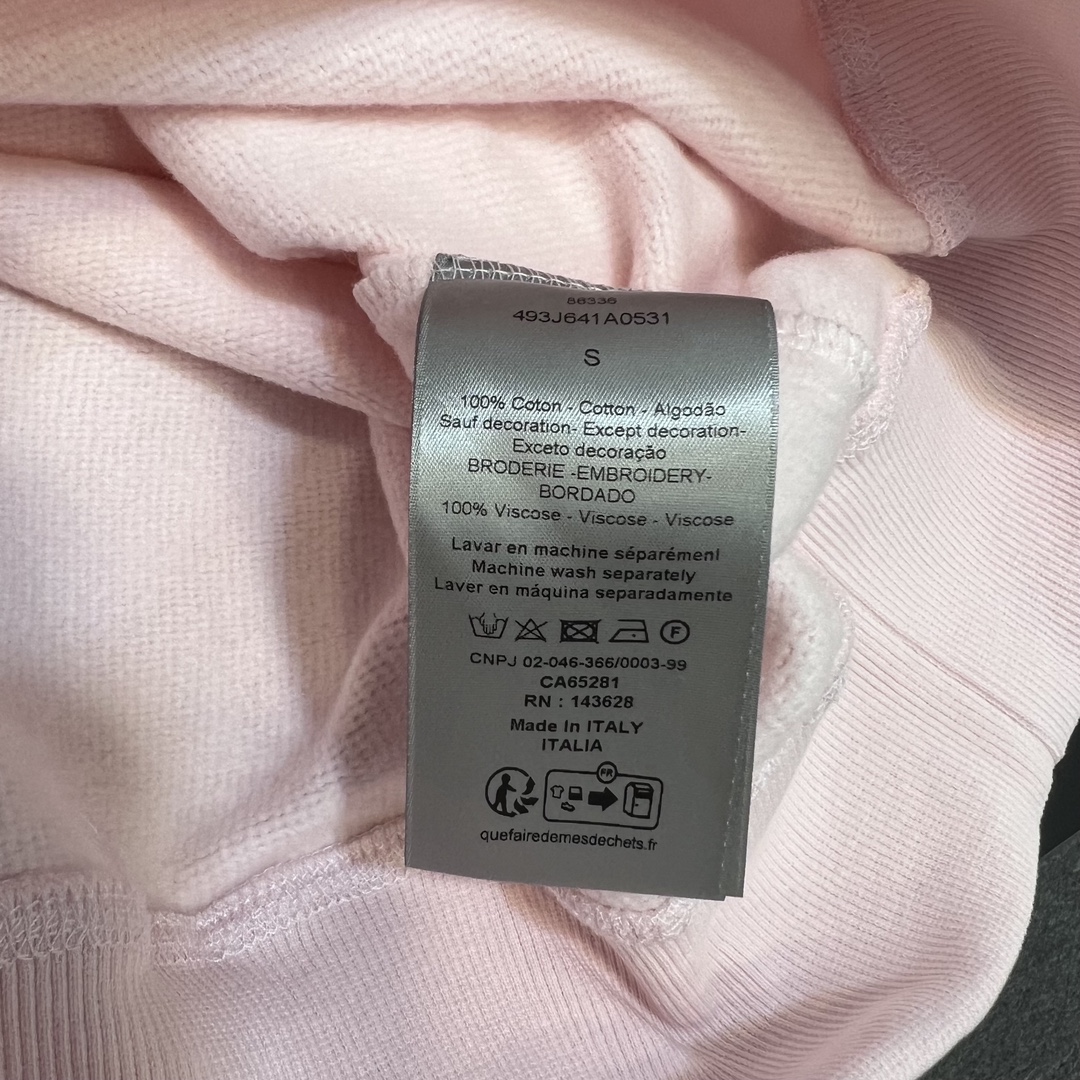 86336
493J641A0531
S
100% Coton - Cotton - Algodão
Sauf decoration- Except decoration-
Exceto decoração
BRODERIE -EMBROIDERY-
BORDADO
100% Viscose - Viscose - Viscose
Lavar en machine séparément
Machine wash separately
Laver en máquina separadamente
F
CNPJ 02-046-366/0003-99
CA65281
RN : 143628
Made In ITALY
ITALIA
FR
quefairedemesdechets.fr